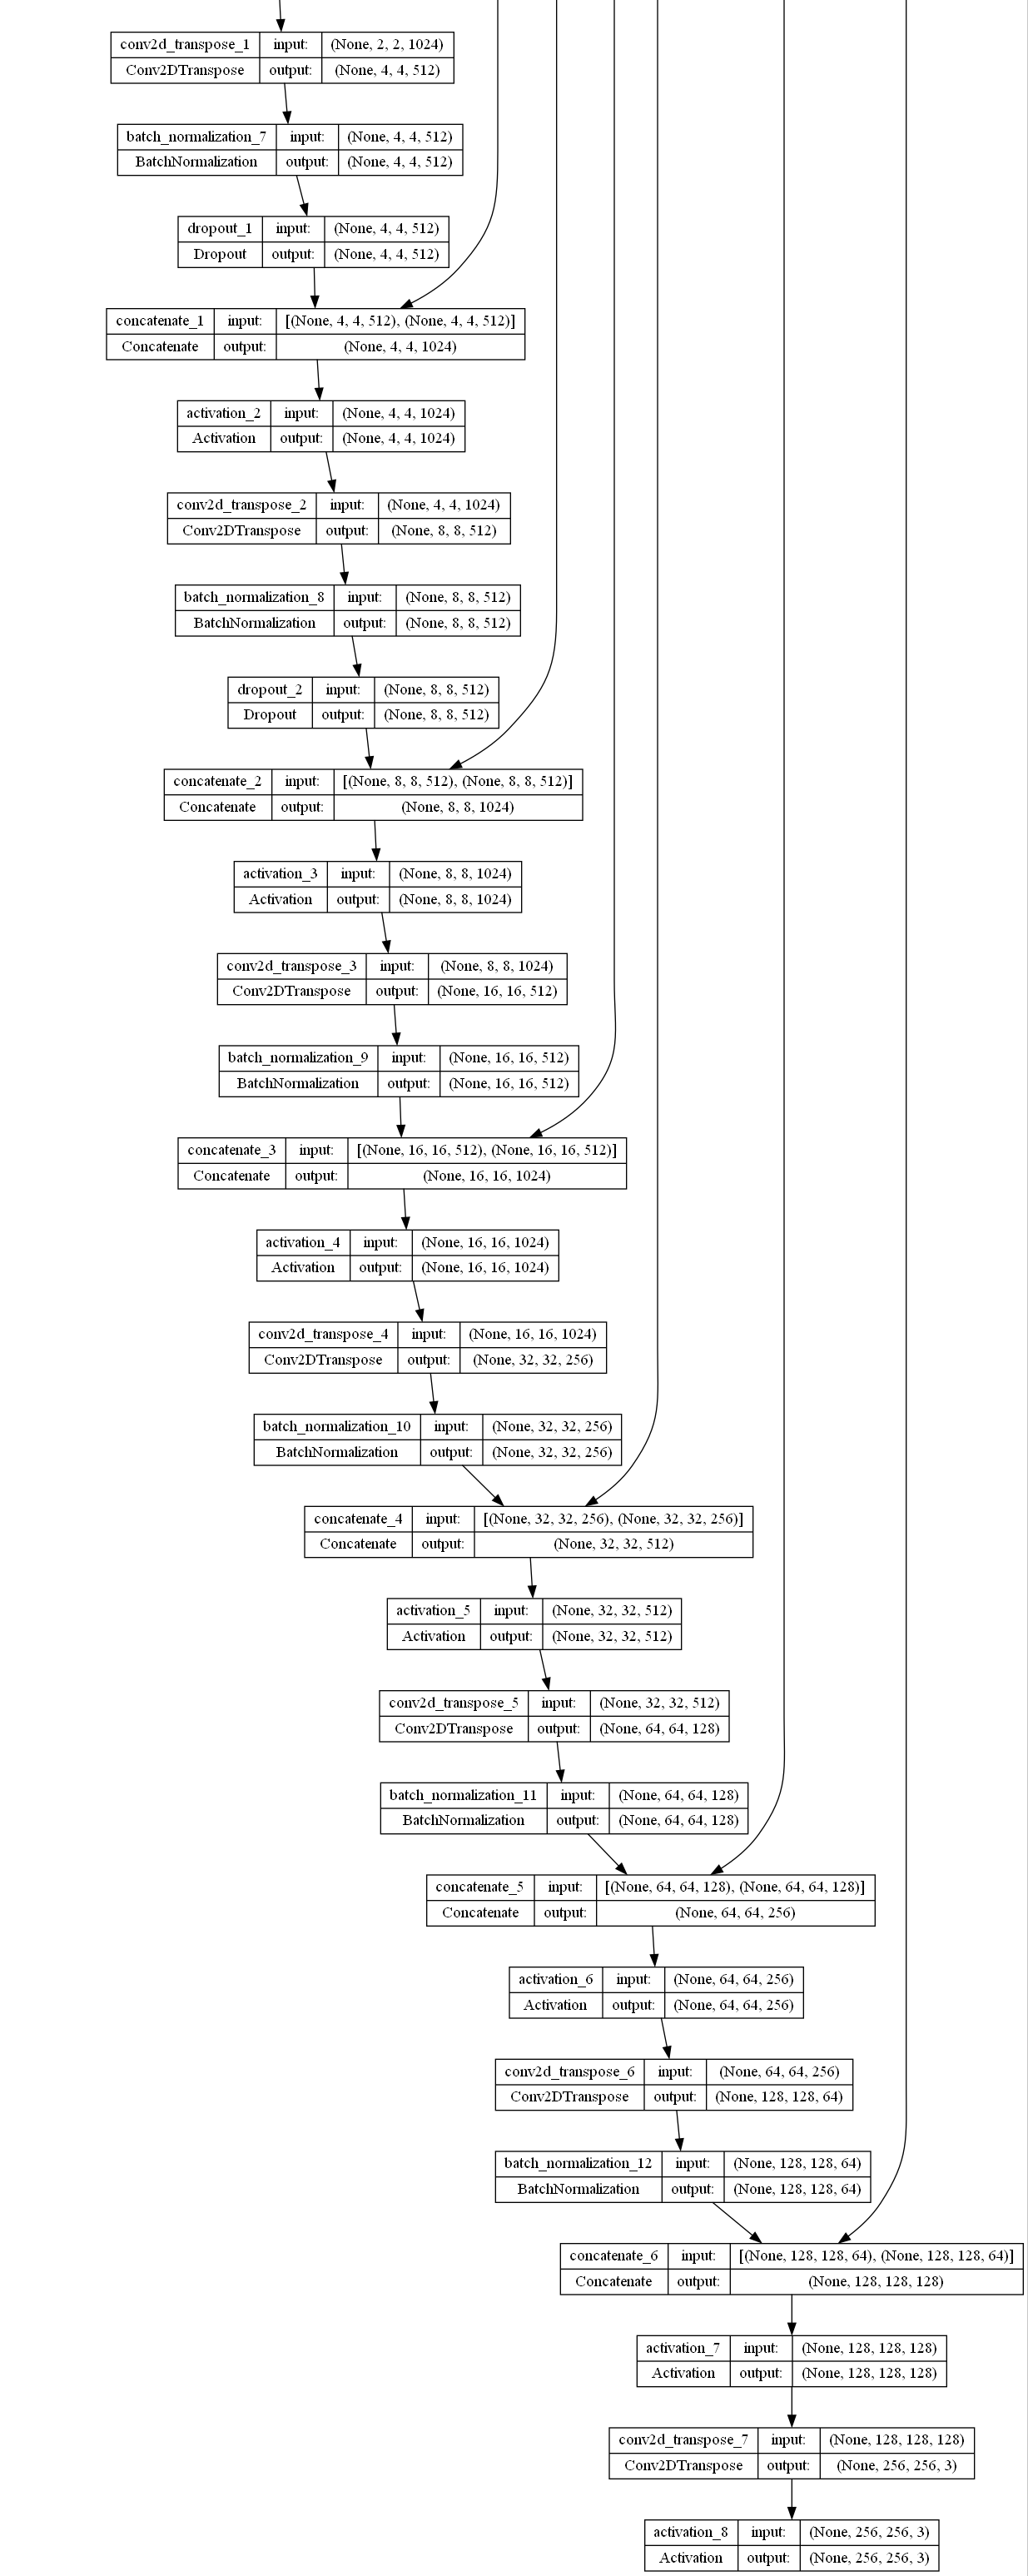 conv2d_transpose_1 input: (None, 2, 2, 1024)
Conv2DTranspose output: (None, 4, 4, 512)
batch_normalization_7 input: (None, 4, 4, 512)
BatchNormalization output: (None, 4, 4, 512)
dropout_1 input: (None, 4, 4, 512)
Dropout output: (None, 4, 4, 512)
concatenate_1 input: [(None, 4, 4, 512), (None, 4, 4, 512)]
Concatenate output: (None, 4, 4, 1024)
activation_2 input: (None, 4, 4, 1024)
Activation output: (None, 4, 4, 1024)
conv2d_transpose_2 input: (None, 4, 4, 1024)
Conv2DTranspose output: (None, 8, 8, 512)
batch_normalization_8 input: (None, 8, 8, 512)
BatchNormalization output: (None, 8, 8, 512)
dropout_2 input: (None, 8, 8, 512)
Dropout output: (None, 8, 8, 512)
concatenate_2 input: [(None, 8, 8, 512), (None, 8, 8, 512)]
Concatenate output: (None, 8, 8, 1024)
activation_3 input: (None, 8, 8, 1024)
Activation output: (None, 8, 8, 1024)
conv2d_transpose_3 input: (None, 8, 8, 1024)
Conv2DTranspose output: (None, 16, 16, 512)
batch_normalization_9 input: (None, 16, 16, 512)
BatchNormalization output: (None, 16, 16, 512)
concatenate_3 input: [(None, 16, 16, 512), (None, 16, 16, 512)]
Concatenate output: (None, 16, 16, 1024)
activation_4 input: (None, 16, 16, 1024)
Activation output: (None, 16, 16, 1024)
conv2d_transpose_4 input: (None, 16, 16, 1024)
Conv2DTranspose output: (None, 32, 32, 256)
batch_normalization_10 input: (None, 32, 32, 256)
BatchNormalization output: (None, 32, 32, 256)
concatenate_4 input: [(None, 32, 32, 256), (None, 32, 32, 256)]
Concatenate output: (None, 32, 32, 512)
activation_5 input: (None, 32, 32, 512)
Activation output: (None, 32, 32, 512)
conv2d_transpose_5 input: (None, 32, 32, 512)
Conv2DTranspose output: (None, 64, 64, 128)
batch_normalization_11 input: (None, 64, 64, 128)
BatchNormalization output: (None, 64, 64, 128)
concatenate_5 input: [(None, 64, 64, 128), (None, 64, 64, 128)]
Concatenate output: (None, 64, 64, 256)
activation_6 input: (None, 64, 64, 256)
Activation output: (None, 64, 64, 256)
conv2d_transpose_6 input: (None, 64, 64, 256)
Conv2DTranspose output: (None, 128, 128, 64)
batch_normalization_12 input: (None, 128, 128, 64)
BatchNormalization output: (None, 128, 128, 64)
concatenate_6 input: [(None, 128, 128, 64), (None, 128, 128, 64)]
Concatenate output: (None, 128, 128, 128)
activation_7 input: (None, 128, 128, 128)
Activation output: (None, 128, 128, 128)
conv2d_transpose_7 input: (None, 128, 128, 128)
Conv2DTranspose output: (None, 256, 256, 3)
activation_8 input: (None, 256, 256, 3)
Activation output: (None, 256, 256, 3)